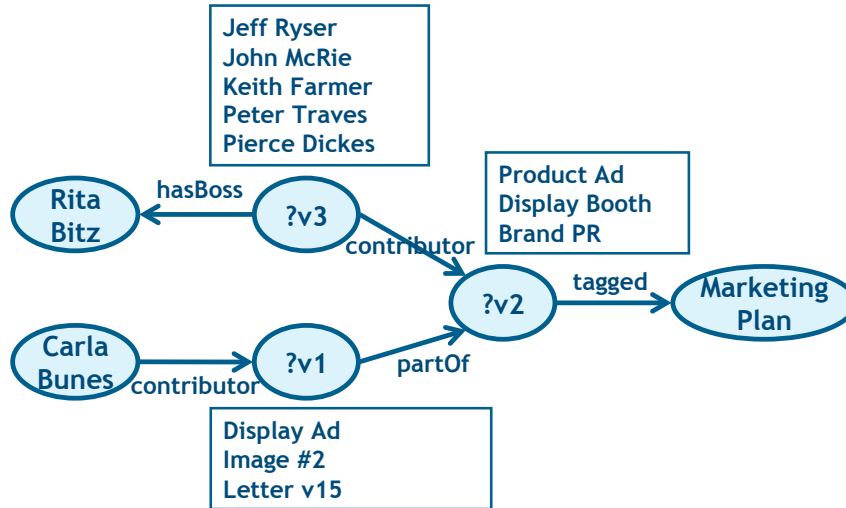 Jeff Ryser
John McRie
Keith Farmer
Peter Traves
Pierce Dickes
Product Ad
Display Booth
Brand PR
Rita
Bitz
hasBoss
?v3
contributor
?v2
tagged
Marketing
Plan
Carla
Bunes
contributor
?v1
partOf
Display Ad
Image #2
Letter v15